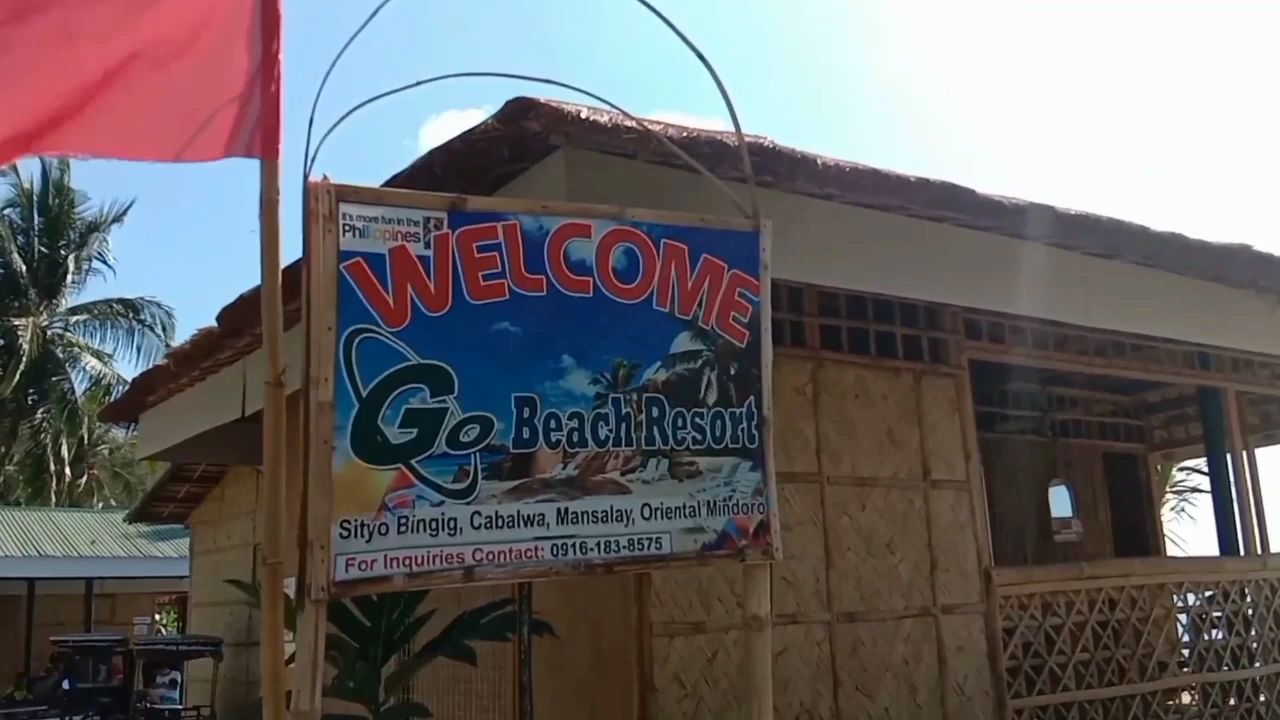 It's more fun in the
Philippines
WELCOME
Go Beach Resort
Sityo Bingig, Cabalwa, Mansalay, Oriental Mindoro
For Inquiries Contact: 0916-183-8575